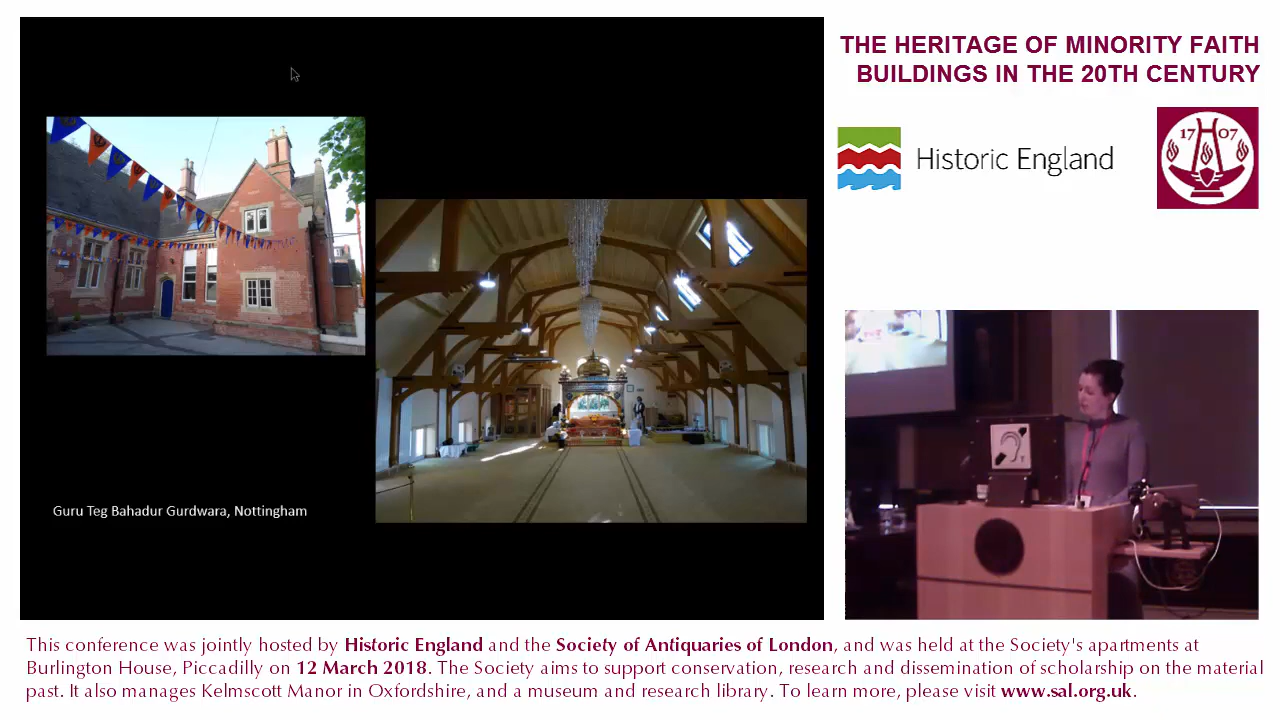 THE HERITAGE OF MINORITY FAITH
BUILDINGS IN THE 20TH CENTURY
Historic England
17 07
Guru Teg Bahadur Gurdwara, Nottingham
This conference was jointly hosted by Historic England and the Society of Antiquaries of London, and was held at the Society's apartments at
Burlington House, Piccadilly on 12 March 2018. The Society aims to support conservation, research and dissemination of scholarship on the material
past. It also manages Kelmscott Manor in Oxfordshire, and a museum and research library. To learn more, please visit www.sal.org.uk.